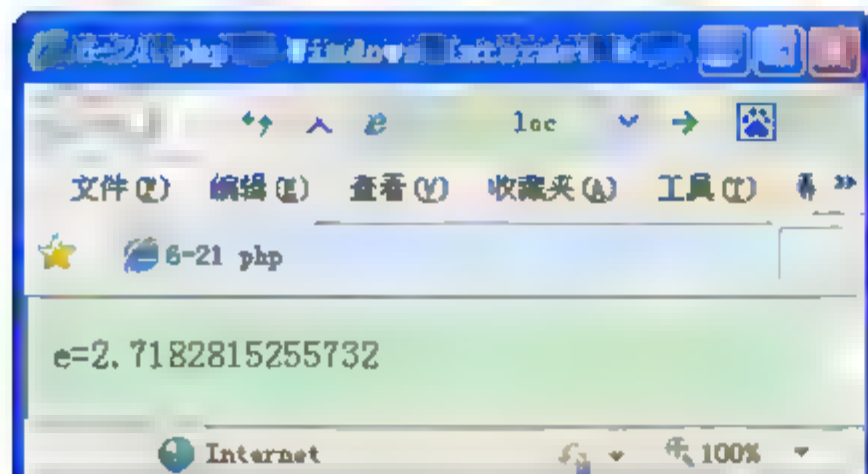 loc
文件(F) 编辑(E) 查看(V) 收藏夹(A) 工具(T)
6-21 php
e=2.7182815255732
Internet 100%